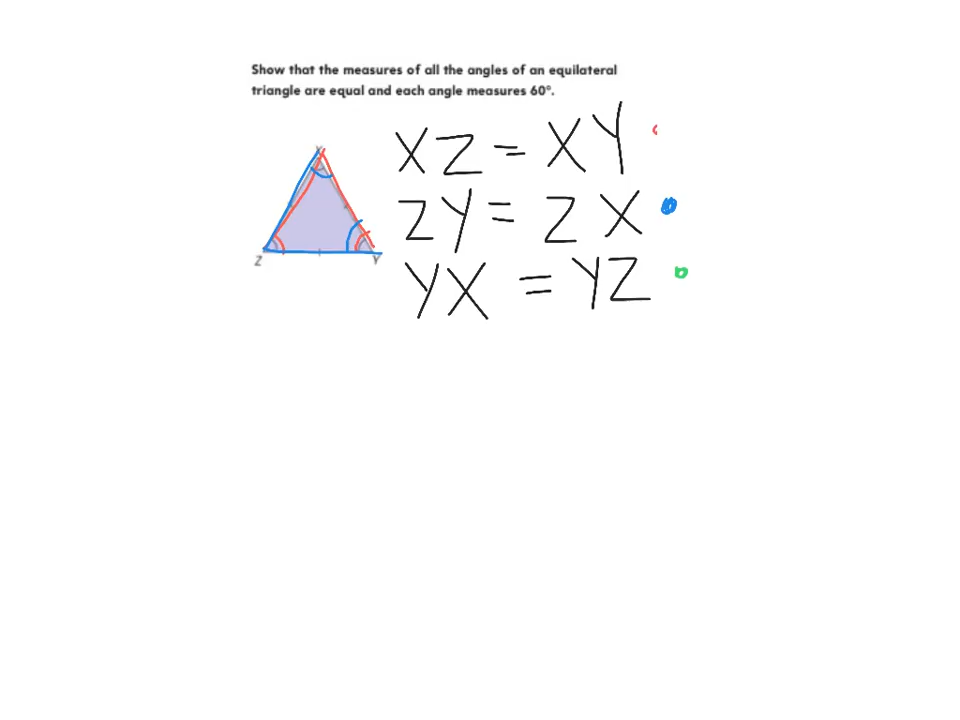 Show that the measures of all the angles of an equilateral
triangle are equal and each angle measures 60°.
X
Z
Y
XZ = XY
ZY = ZX
YX = YZ